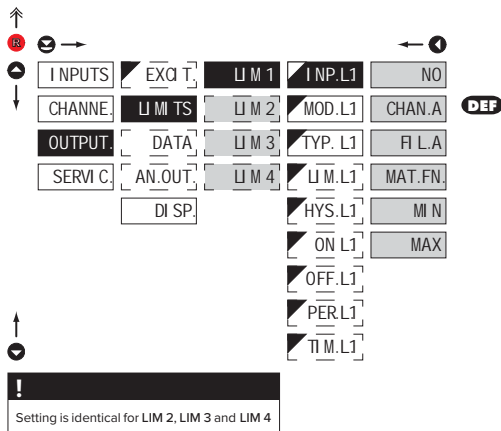 R
INPUTS EXCIT. LIM 1 INP.L1 NO
CHANNE. LIMITS LIM 2 MOD.L1 CHAN.A DEF
OUTPUT. DATA LIM 3 TYP. L1 FIL.A
SERVIC. AN.OUT. LIM 4 LIM.L1 MAT.FN.
DISP. HYS.L1 MIN
ON L1 MAX
OFF.L1
PER.L1
TIM.L1
!
Setting is identical for LIM 2, LIM 3 and LIM 4